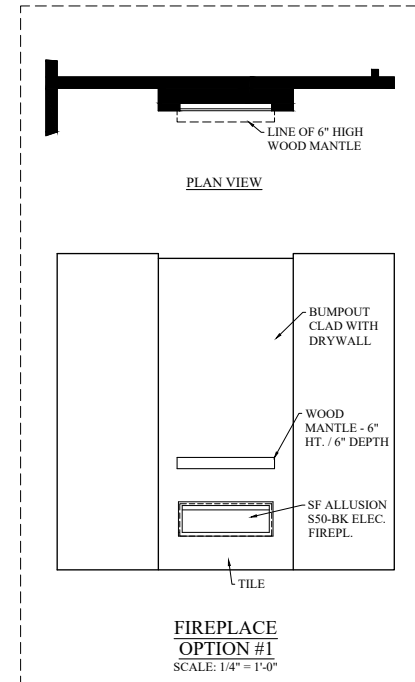 LINE OF 6" HIGH
WOOD MANTLE
PLAN VIEW
BUMPOUT
CLAD WITH
DRYWALL
WOOD
MANTLE - 6"
HT. / 6" DEPTH
SF ALLUSION
S50-BK ELEC.
FIREPL.
TILE
FIREPLACE
OPTION #1
SCALE: 1/4" = 1'-0"